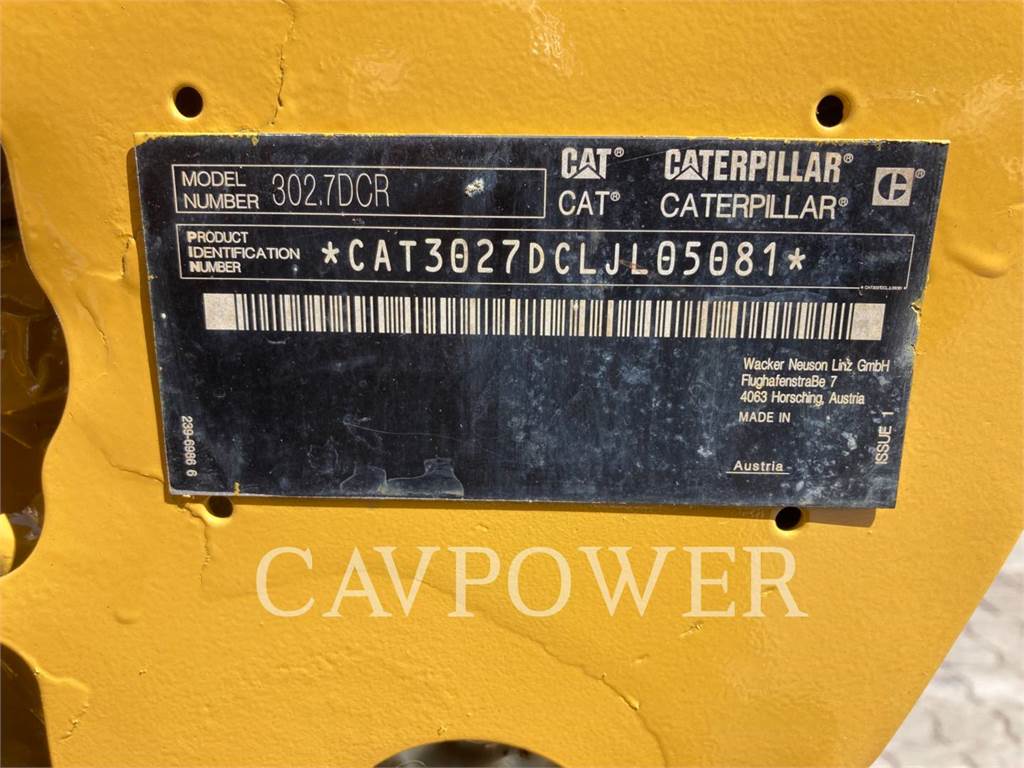 MODEL
NUMBER 302.7DCR
CAT® CATERPILLAR®
CAT® CATERPILLAR®
PRODUCT
IDENTIFICATION
NUMBER
*CAT3027DCLJL05081*
Wacker Neuson Linz GmbH
Flughafenstraße 7
4063 Horsching, Austria
MADE IN
Austria
239-6986 6
ISSUE 1
CAVPOWER